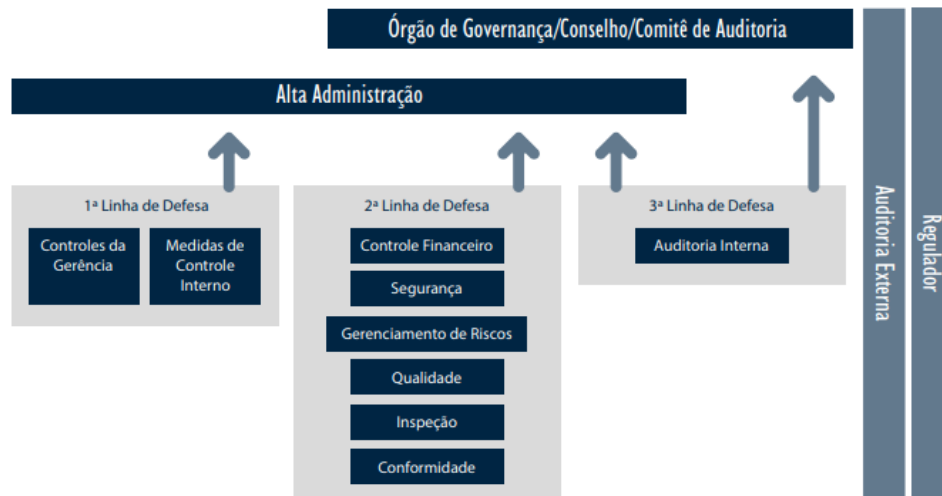 Órgão de Governança/Conselho/Comitê de Auditoria
Alta Administração
1ª Linha de Defesa
Controles da
Gerência
Medidas de
Controle
Interno
2ª Linha de Defesa
Controle Financeiro
Segurança
Gerenciamento de Riscos
Qualidade
Inspeção
Conformidade
3ª Linha de Defesa
Auditoria Interna
Auditoria Externa
Regulador